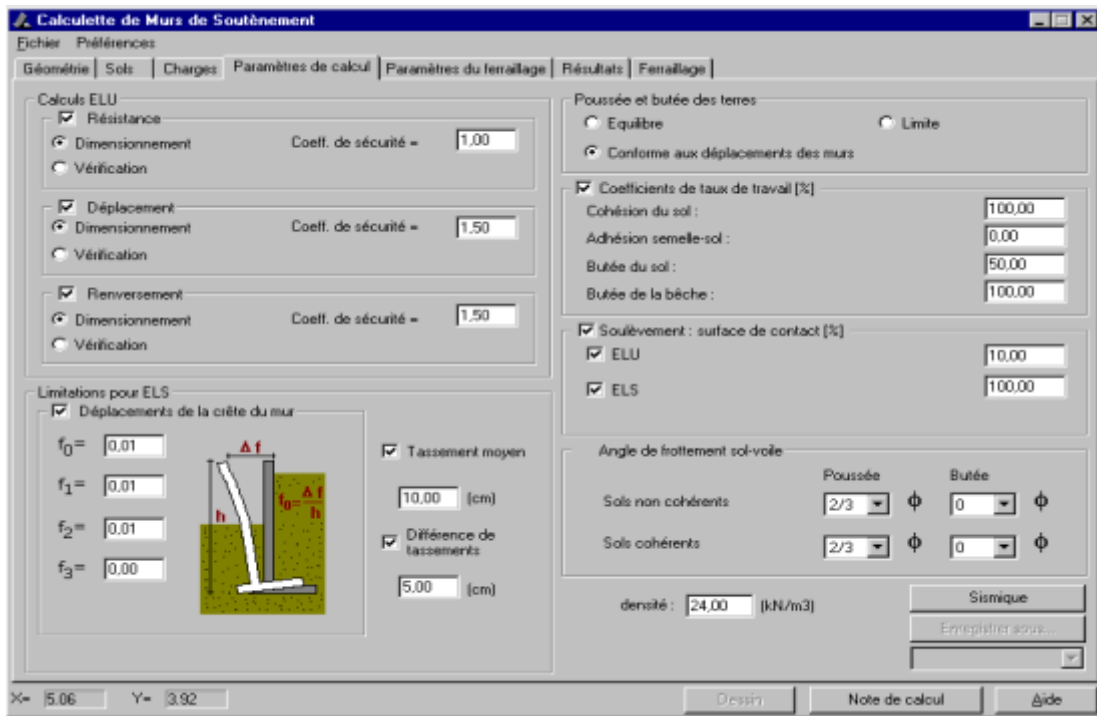 Calculette de Murs de Soutènement
Fichier Préférences
Géométrie Sols Charges Paramètres de calcul Paramètres du ferraillage Résultats Ferraillage
Calculs ELU
Résistance
Dimensionnement Coeff. de sécurité = 1,00
Vérification
Déplacement
Dimensionnement Coeff. de sécurité = 1,50
Vérification
Renversement
Dimensionnement Coeff. de sécurité = 1,50
Vérification
Limitations pour ELS
Déplacements de la crête du mur
f0= 0,01
f1= 0,01
f2= 0,01
f3= 0,00
Δ f
h
f0= Δ f / h
Tassement moyen
10,00 (cm)
Différence de
tassements
5,00 (cm)
Poussée et butée des terres
Equilibre Limite
Conforme aux déplacements des murs
Coefficients de taux de travail [%]
Cohésion du sol : 100,00
Adhésion semelle-sol : 0,00
Butée du sol : 50,00
Butée de la bêche : 100,00
Soulèvement : surface de contact [%]
ELU 10,00
ELS 100,00
Angle de frottement sol-voile
Poussée Butée
Sols non cohérents 2/3 Φ 0 Φ
Sols cohérents 2/3 Φ 0 Φ
densité : 24,00 (kN/m3)
Sismique
Enregistrer sous...
X= 5.06 Y= 3.92 Dessin Note de calcul Aide